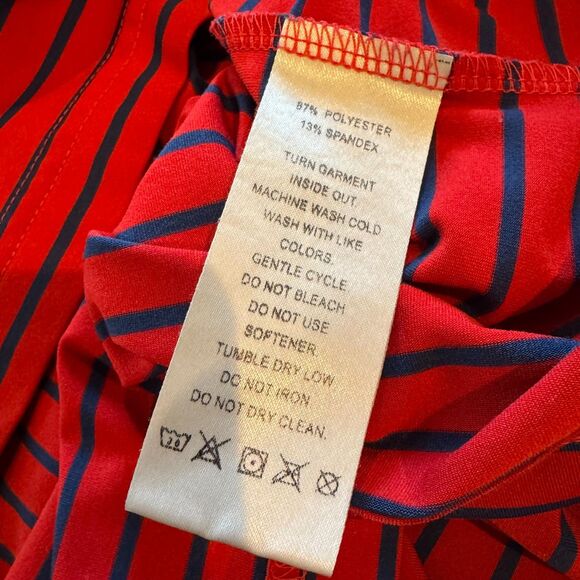 87% POLYESTER
13% SPANDEX
TURN GARMENT
INSIDE OUT.
MACHINE WASH COLD
WASH WITH LIKE
COLORS.
GENTLE CYCLE
DO NOT BLEACH
DO NOT USE
SOFTENER.
TUMBLE DRY LOW
DO NOT IRON
DO NOT DRY CLEAN.